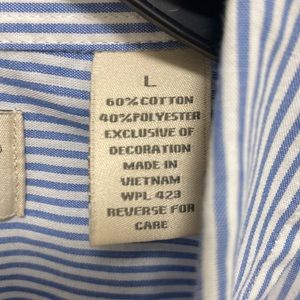 L
60% COTTON
40% POLYESTER
EXCLUSIVE OF
DECORATION
MADE IN
VIETNAM
WPL 423
REVERSE FOR
CARE